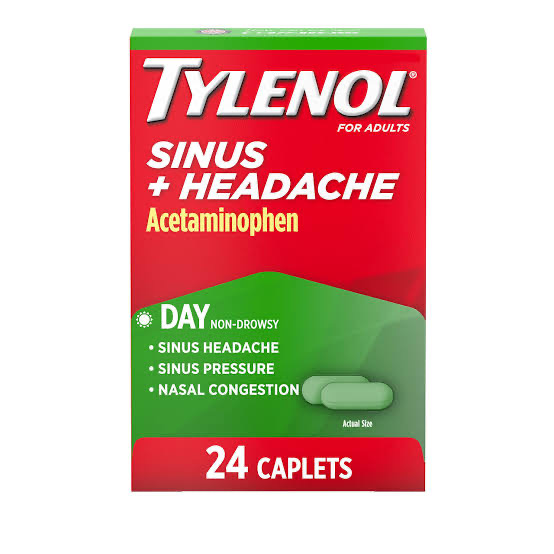 TYLENOL®
FOR ADULTS
SINUS
+ HEADACHE
Acetaminophen
DAY NON-DROWSY
• SINUS HEADACHE
• SINUS PRESSURE
• NASAL CONGESTION
Actual Size
24 CAPLETS